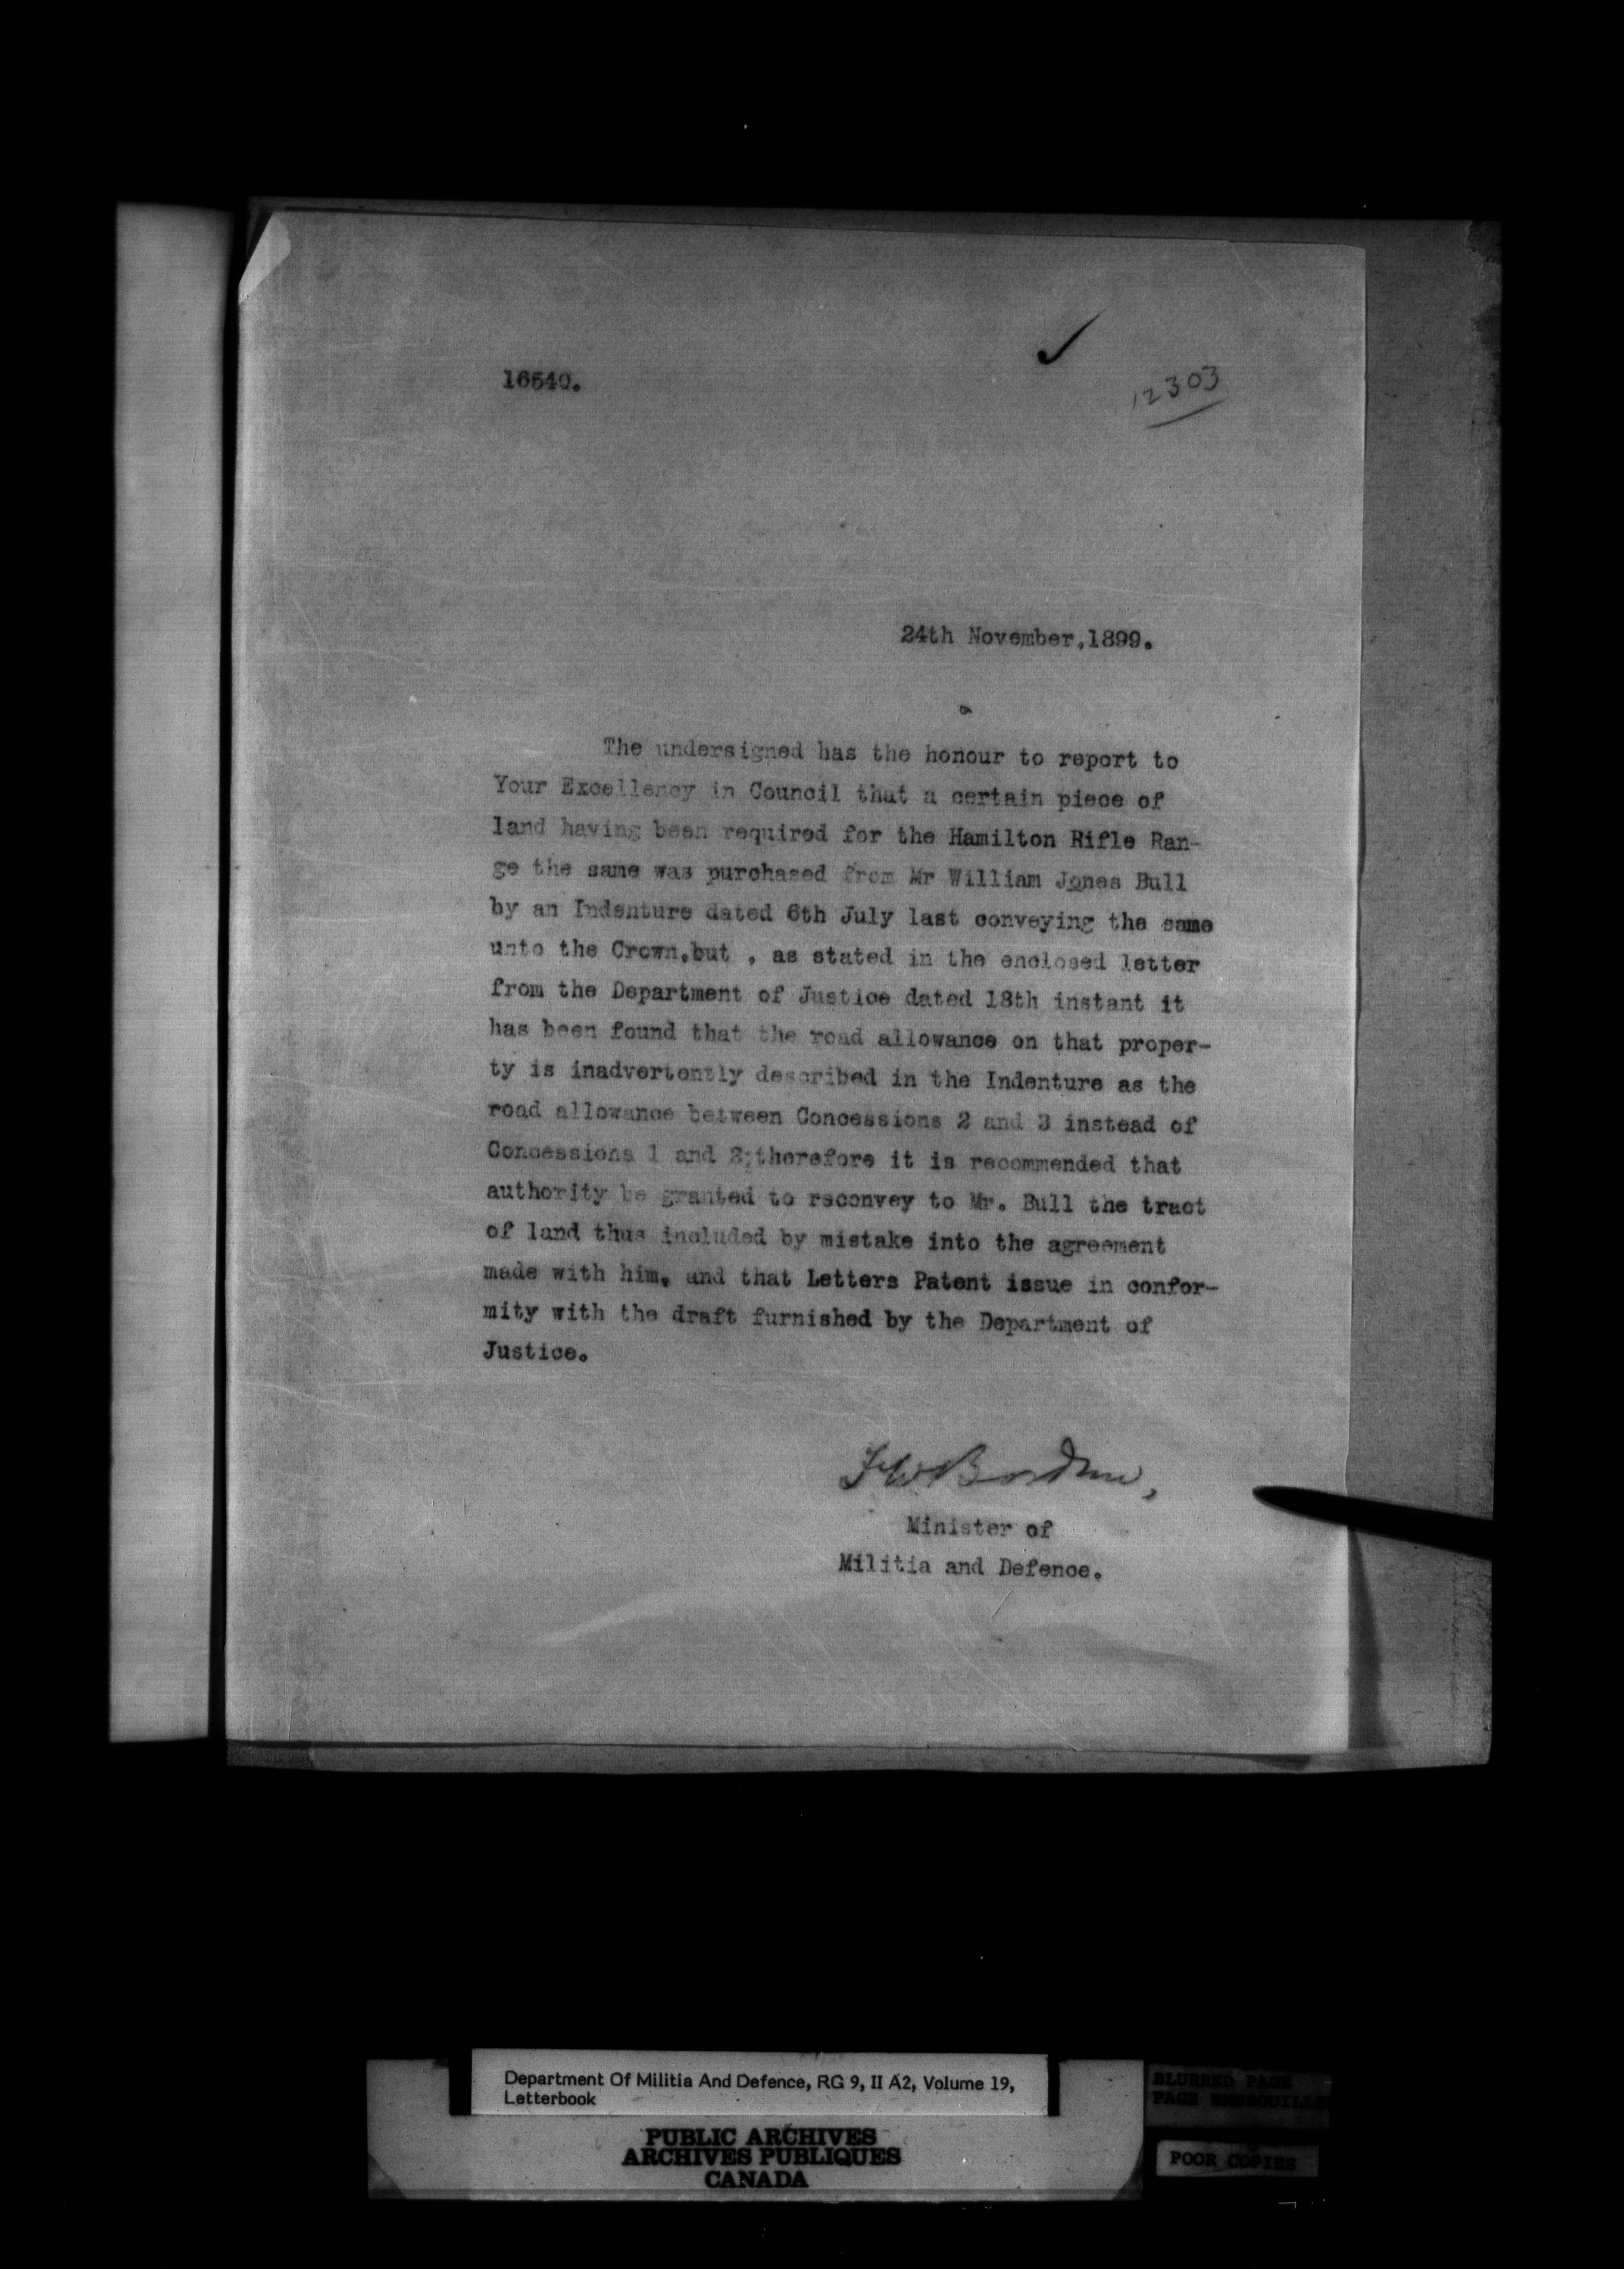 16540.
12303
24th November,1899.
The undersigned has the honour to report to
Your Excellency in Council that a certain piece of
land having been required for the Hamilton Rifle Ran-
ge the same was purchased from Mr William Jones Bull
by an Indenture dated 6th July last conveying the same
unto the Crown,but , as stated in the enclosed letter
from the Department of Justice dated 18th instant it
has been found that the road allowance on that proper-
ty is inadvertently described in the Indenture as the
road allowance between Concessions 2 and 3 instead of
Concessions 1 and 2;therefore it is recommended that
authority be granted to reconvey to Mr. Bull the tract
of land thus included by mistake into the agreement
made with him, and that Letters Patent issue in confor-
mity with the draft furnished by the Department of
Justice.
FW Borden,
Minister of
Militia and Defence.
Department Of Militia And Defence, RG 9, II A2, Volume 19,
Letterbook
PUBLIC ARCHIVES
ARCHIVES PUBLIQUES
CANADA
BLURRED PAGE
PAGE EMBROUILLEE
POOR COPIES